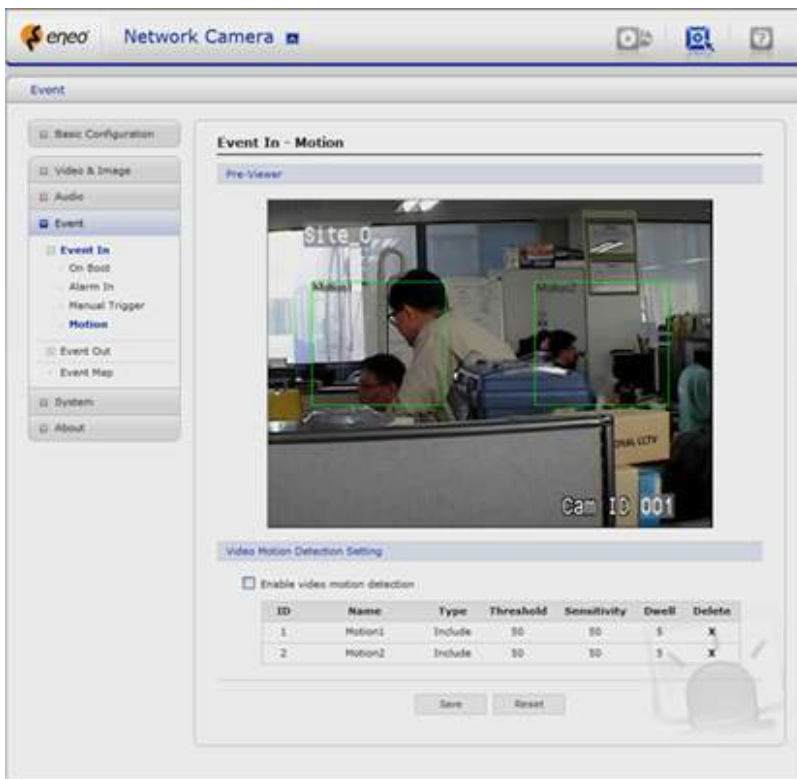 eneo
Network Camera
Event
Basic Configuration
Video & Image
Audio
Event
Event In
On Boot
Alarm In
Manual Trigger
Motion
Event Out
Event Map
System
About
Event In - Motion
Pre-Viewer
Site_0
Motion1 Motion2
CCTV
Cam ID 001
Video Motion Detection Setting
Enable video motion detection
ID Name Type Threshold Sensitivity Dwell Delete
1 Motion1 Include 50 50 5 X
2 Motion2 Include 50 50 5 X
Save Reset